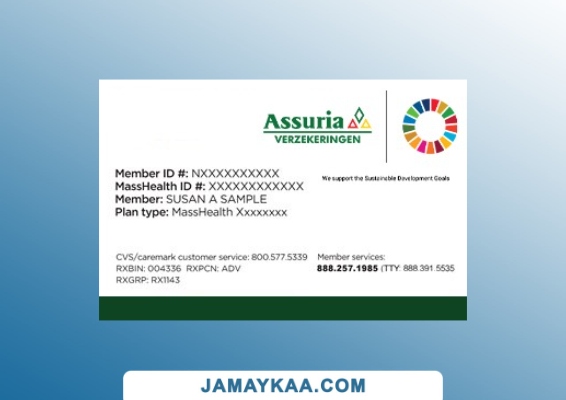 Assuria
VERZEKERINGEN
We support the Sustainable Development Goals
Member ID #: NXXXXXXXXXX
MassHealth ID #: XXXXXXXXXXXX
Member: SUSAN A SAMPLE
Plan type: MassHealth Xxxxxxxx
CVS/caremark customer service: 800.577.5339
RXBIN: 004336 RXPCN: ADV
RXGRP: RX1143
Member services:
888.257.1985 (TTY: 888.391.5535
JAMAYKAA.COM